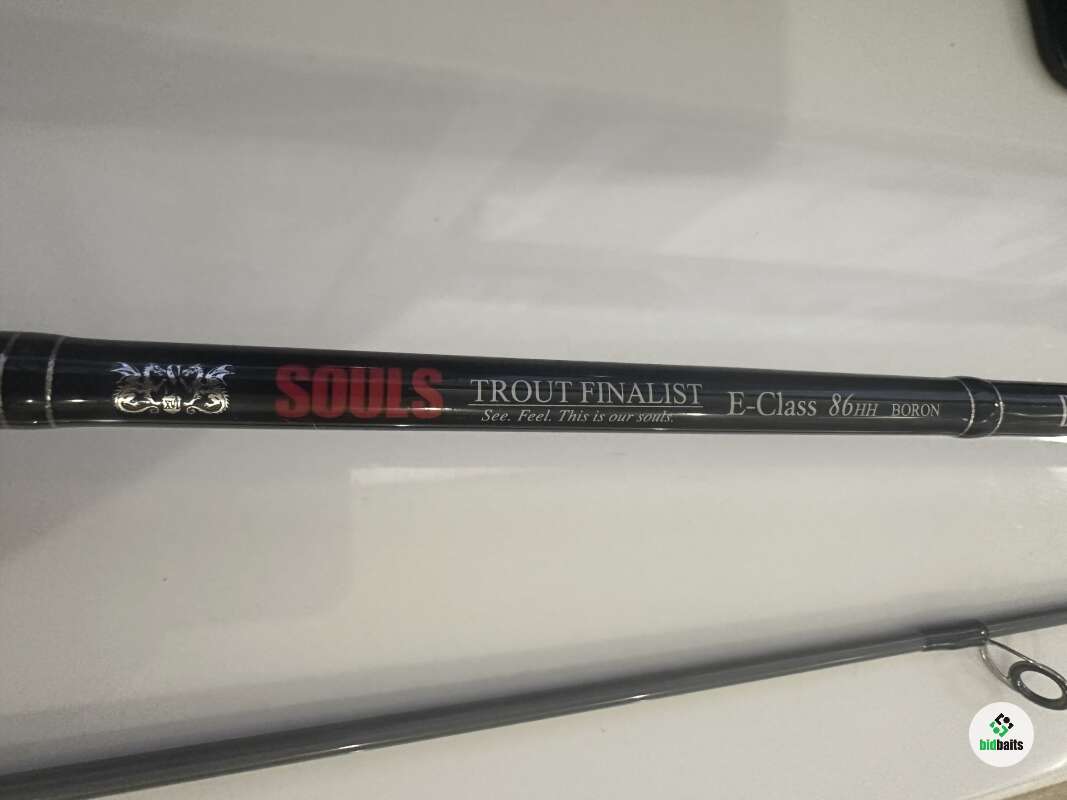 SOULS TROUT FINALIST E-Class 86HH BORON
See. Feel. This is our souls.
bidbaits